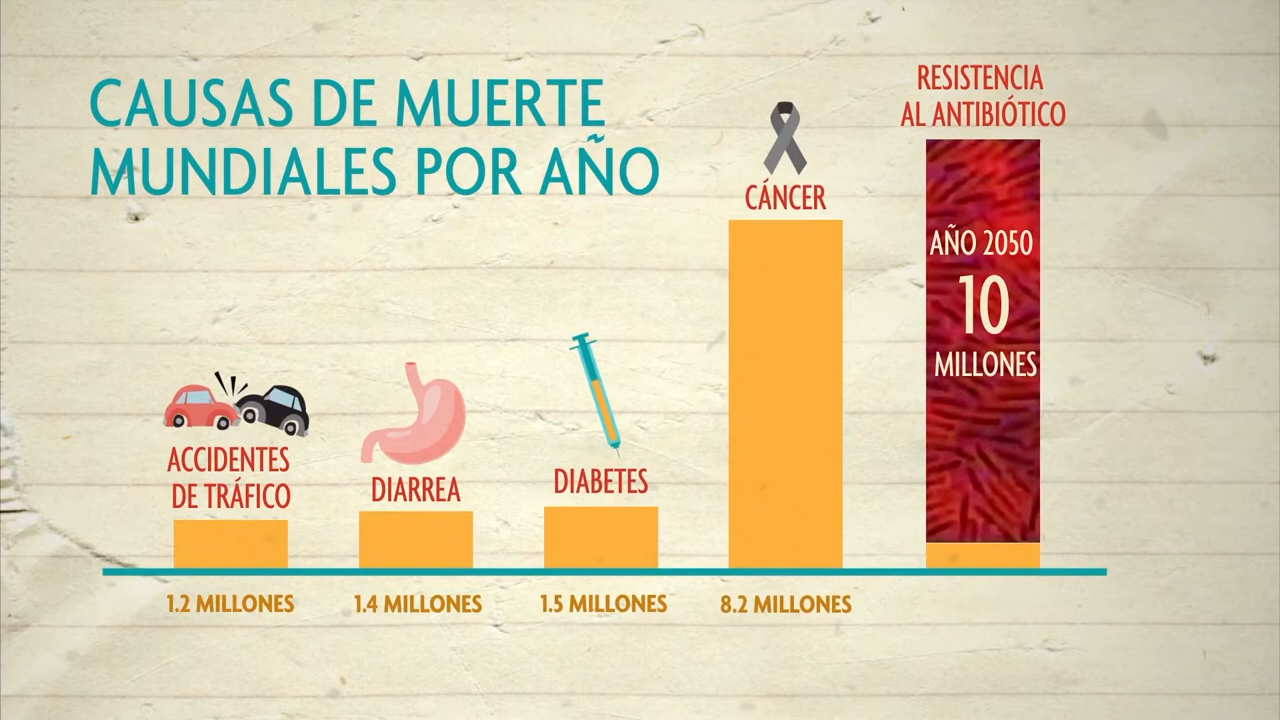 CAUSAS DE MUERTE
MUNDIALES POR AÑO
ACCIDENTES
DE TRÁFICO
1.2 MILLONES
DIARREA
1.4 MILLONES
DIABETES
1.5 MILLONES
CÁNCER
8.2 MILLONES
RESISTENCIA
AL ANTIBIÓTICO
AÑO 2050
10
MILLONES